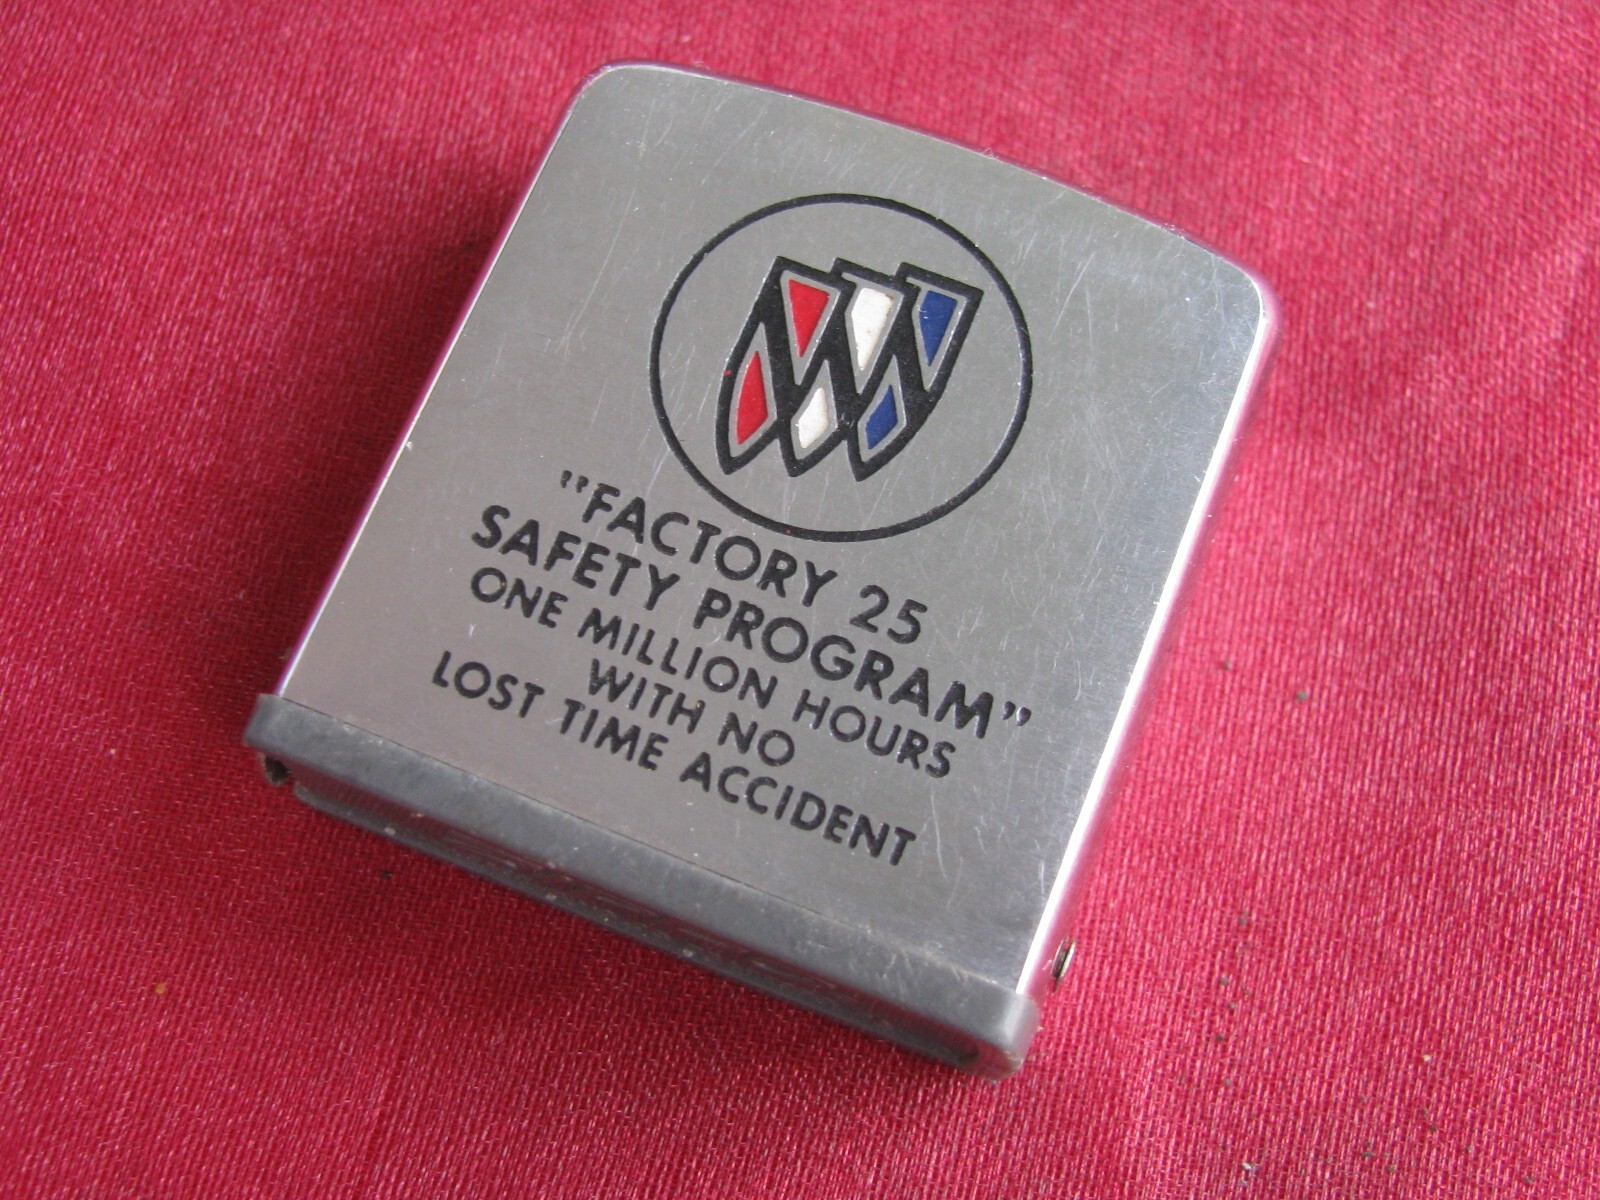 "FACTORY 25
SAFETY PROGRAM"
ONE MILLION HOURS
WITH NO
LOST TIME ACCIDENT